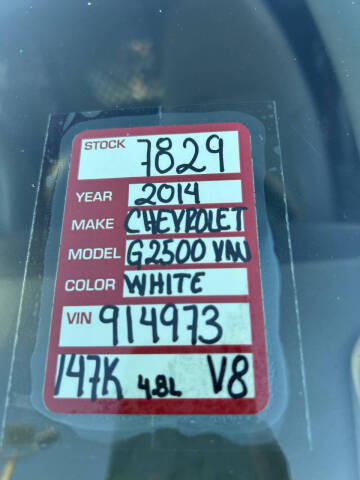 STOCK 7829
YEAR 2014
MAKE CHEVROLET
MODEL G2500 VAN
COLOR WHITE
VIN 914973
147K 4.8L V8